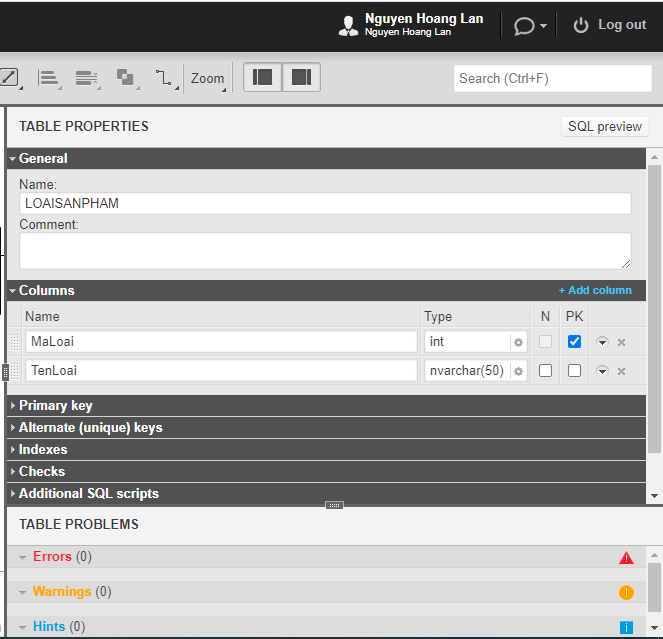 Nguyen Hoang Lan
Nguyen Hoang Lan
Log out
Zoom
Search (Ctrl+F)
TABLE PROPERTIES
SQL preview
General
Name:
LOAISANPHAM
Comment:
Columns
+ Add column
Name Type N PK
MaLoai int
TenLoai nvarchar(50)
Primary key
Alternate (unique) keys
Indexes
Checks
Additional SQL scripts
TABLE PROBLEMS
Errors (0)
Warnings (0)
Hints (0)